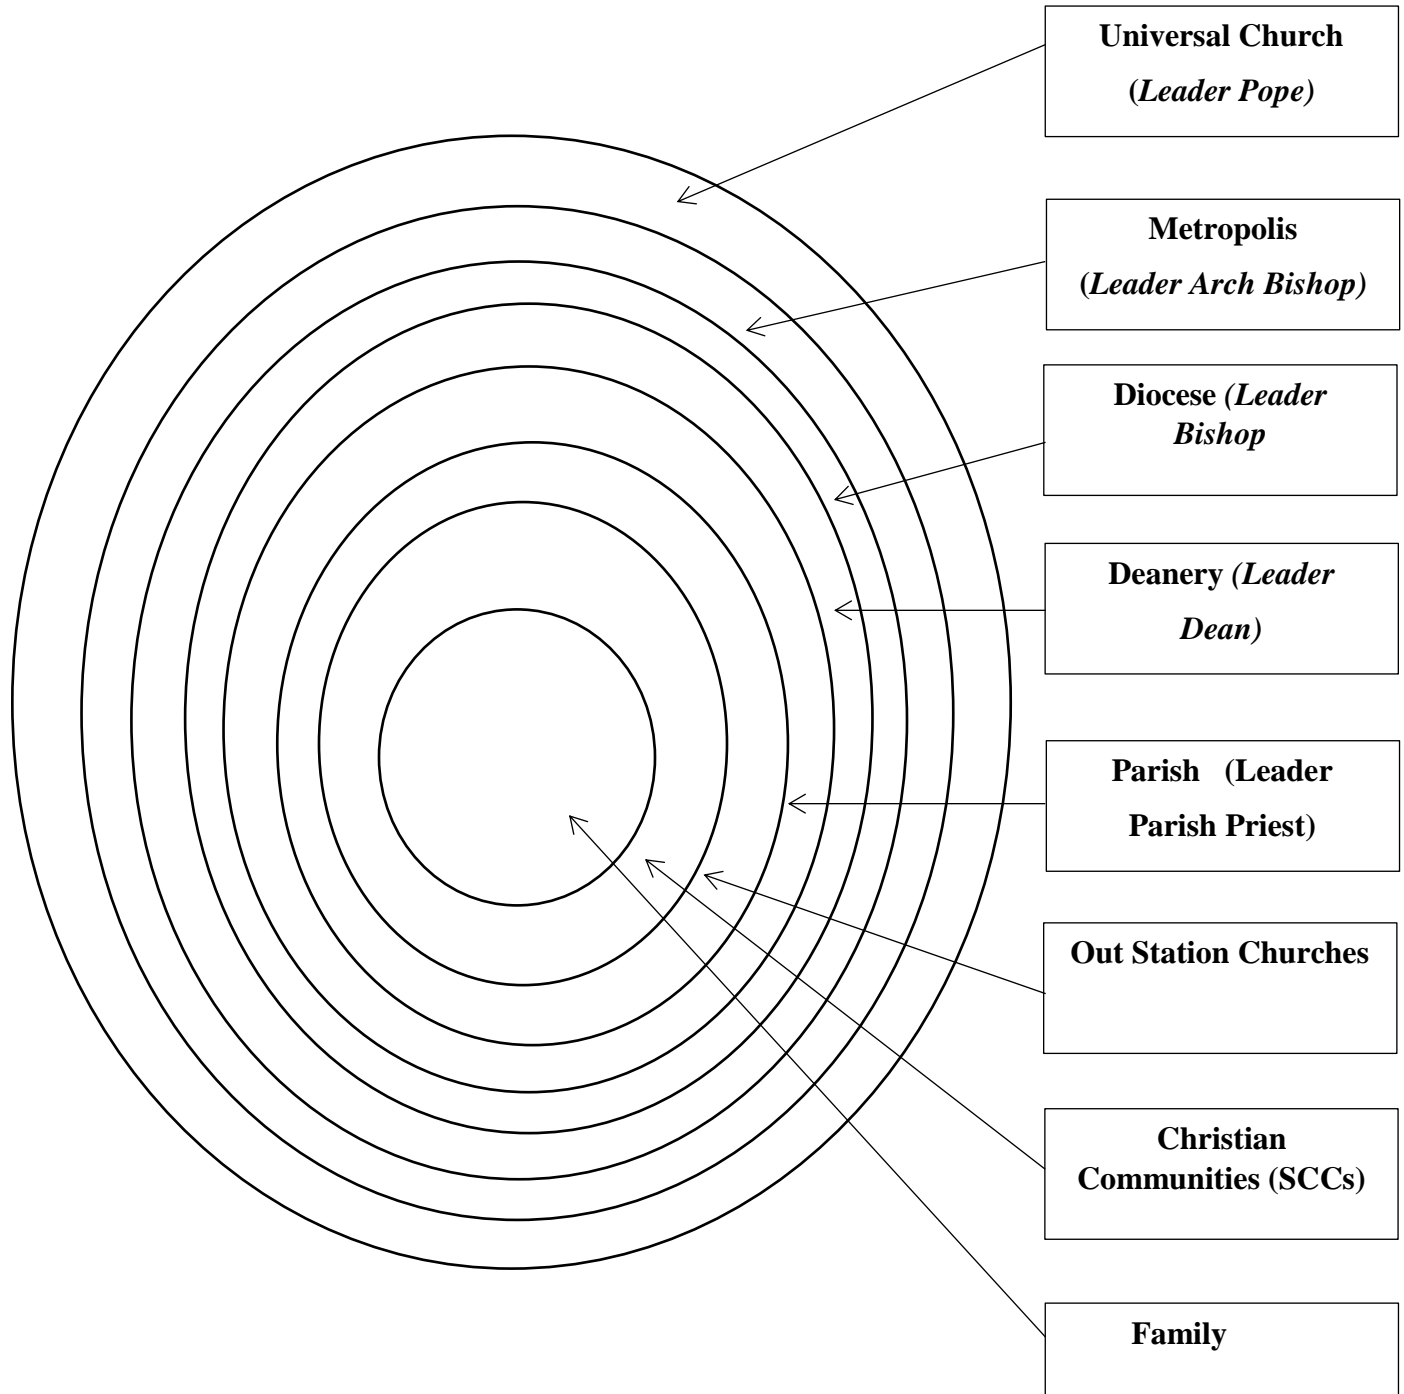 Universal Church
(Leader Pope)
Metropolis
(Leader Arch Bishop)
Diocese (Leader
Bishop
Deanery (Leader
Dean)
Parish (Leader
Parish Priest)
Out Station Churches
Christian
Communities (SCCs)
Family